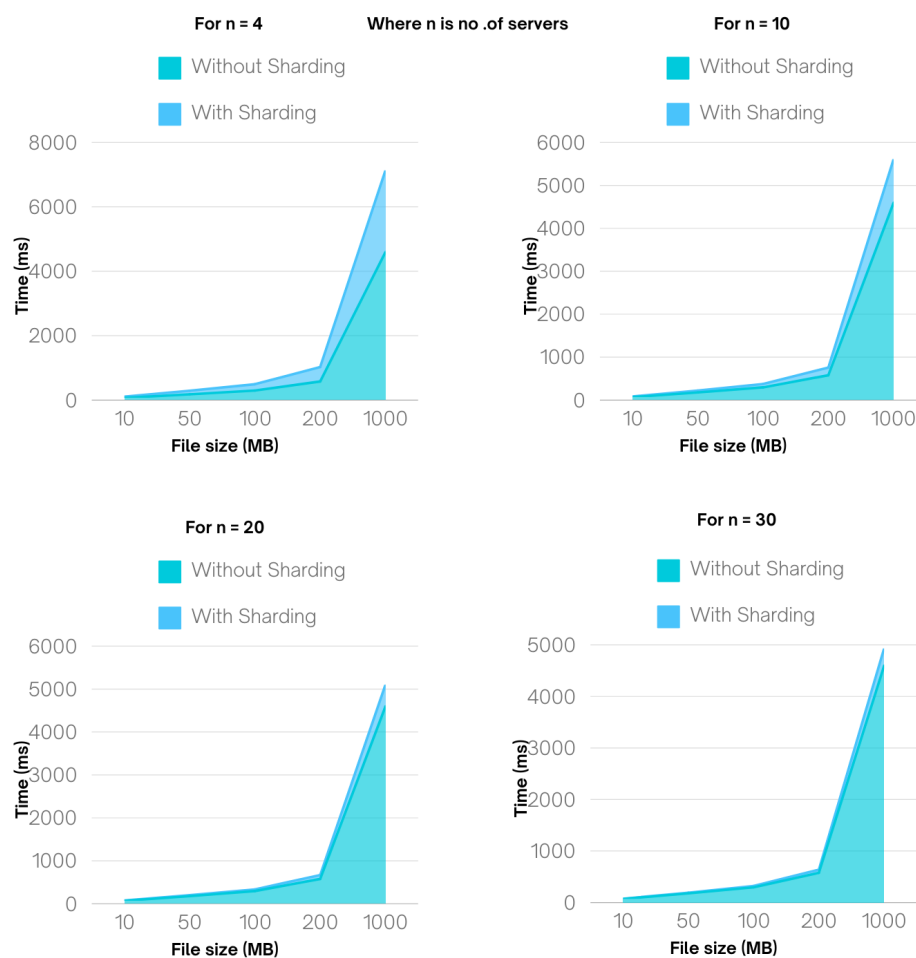 For n = 4
Where n is no .of servers
For n = 10
Without Sharding
With Sharding
8000
6000
4000
2000
0
Time (ms)
10 50 100 200 1000
File size (MB)
Without Sharding
With Sharding
6000
5000
4000
3000
2000
1000
0
Time (ms)
10 50 100 200 1000
File size (MB)
For n = 20
Without Sharding
With Sharding
6000
5000
4000
3000
2000
1000
0
Time (ms)
10 50 100 200 1000
File size (MB)
For n = 30
Without Sharding
With Sharding
5000
4000
3000
2000
1000
0
Time (ms)
10 50 100 200 1000
File size (MB)